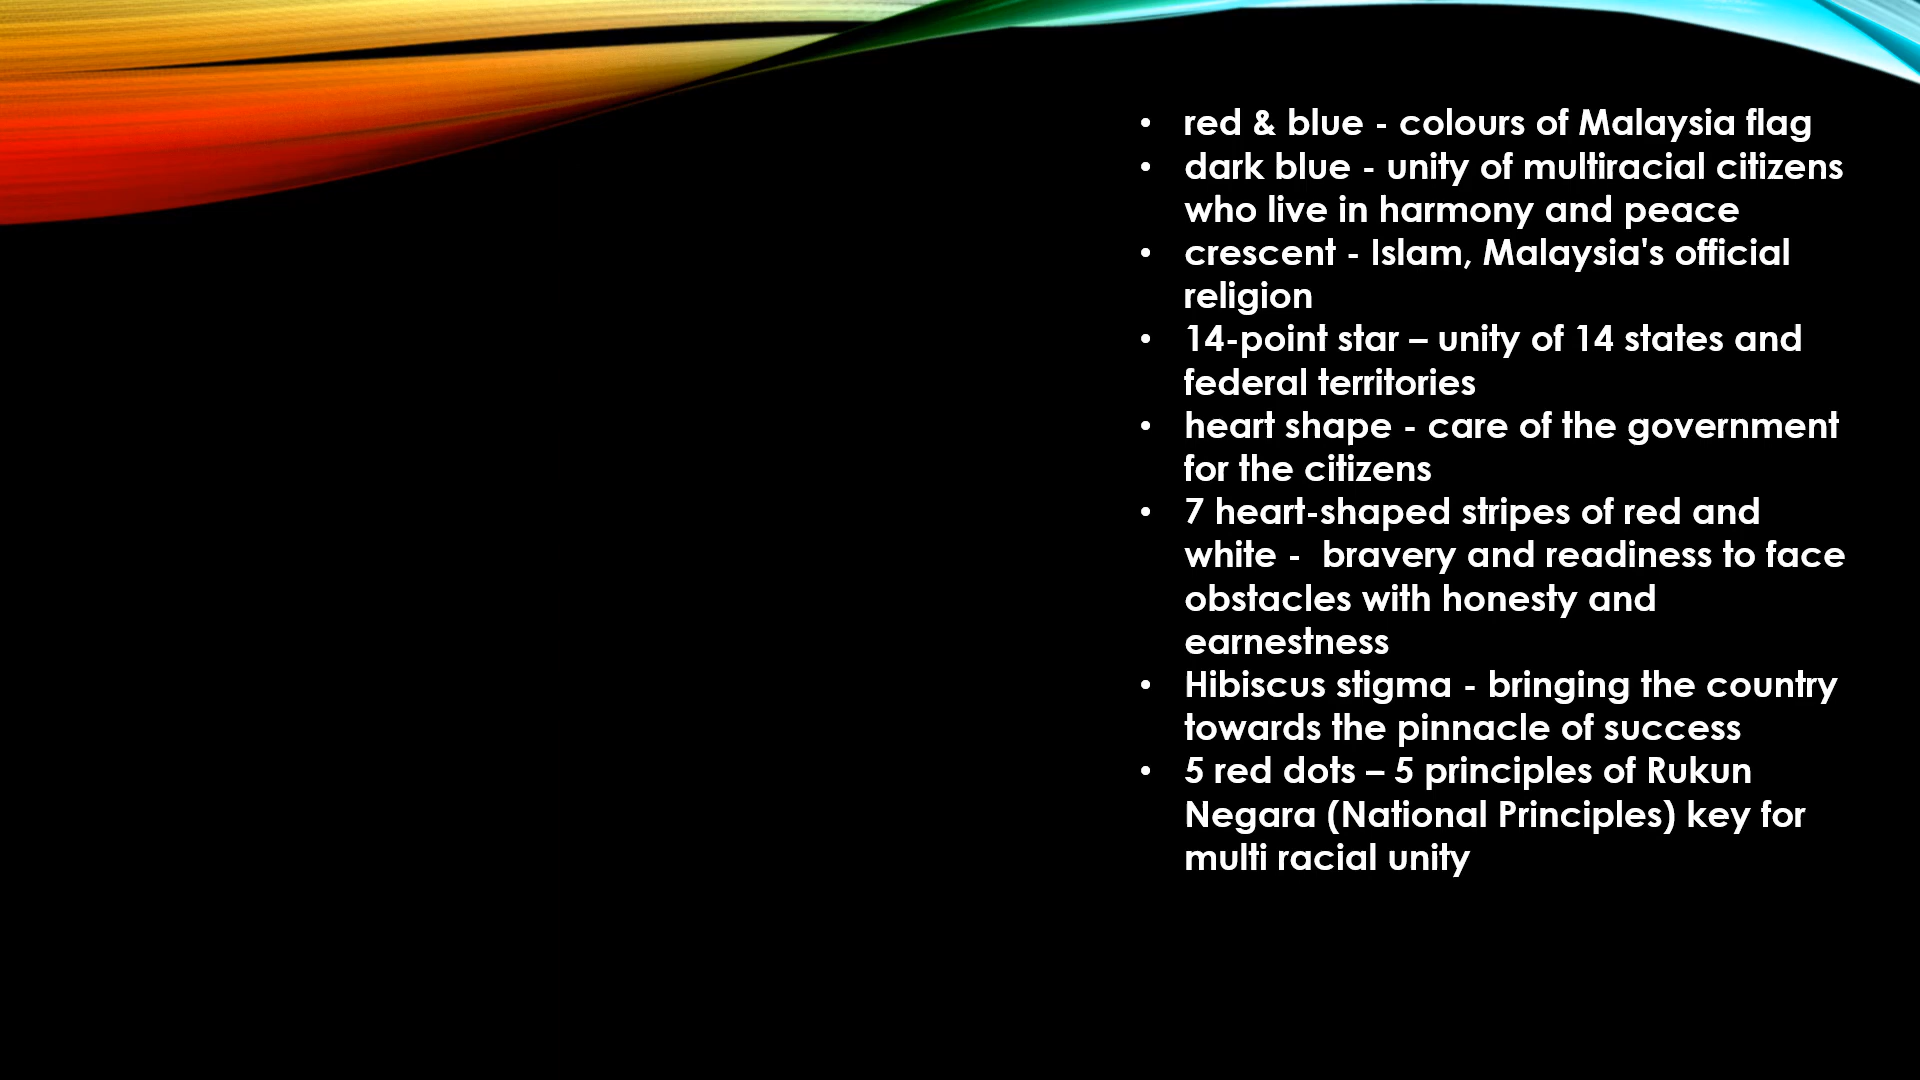 • red & blue - colours of Malaysia flag
• dark blue - unity of multiracial citizens
who live in harmony and peace
• crescent - Islam, Malaysia's official
religion
• 14-point star – unity of 14 states and
federal territories
• heart shape - care of the government
for the citizens
• 7 heart-shaped stripes of red and
white -  bravery and readiness to face
obstacles with honesty and
earnestness
• Hibiscus stigma - bringing the country
towards the pinnacle of success
• 5 red dots – 5 principles of Rukun
Negara (National Principles) key for
multi racial unity